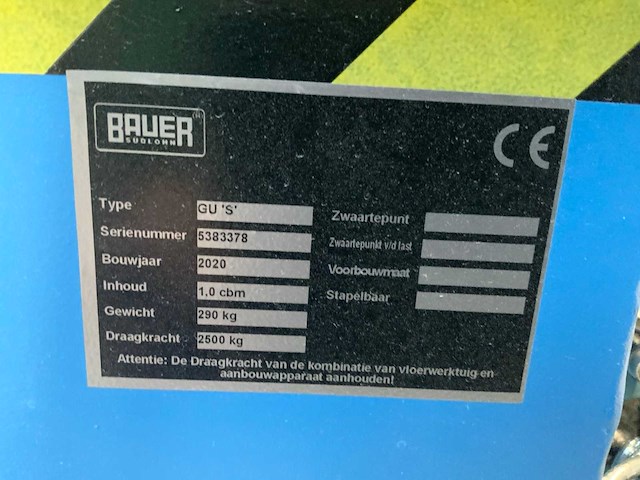 BAUER
SÜDLOHN
CE
Type GU 'S'
Serienummer 5383378
Bouwjaar 2020
Inhoud 1.0 cbm
Gewicht 290 kg
Draagkracht 2500 kg
Zwaartepunt
Zwaartepunkt v/d last
Voorbouwmaat
Stapelbaar
Attentie: De Draagkracht van de kombinatie van vloerwerktuig en
aanbouwapparaat aanhouden!